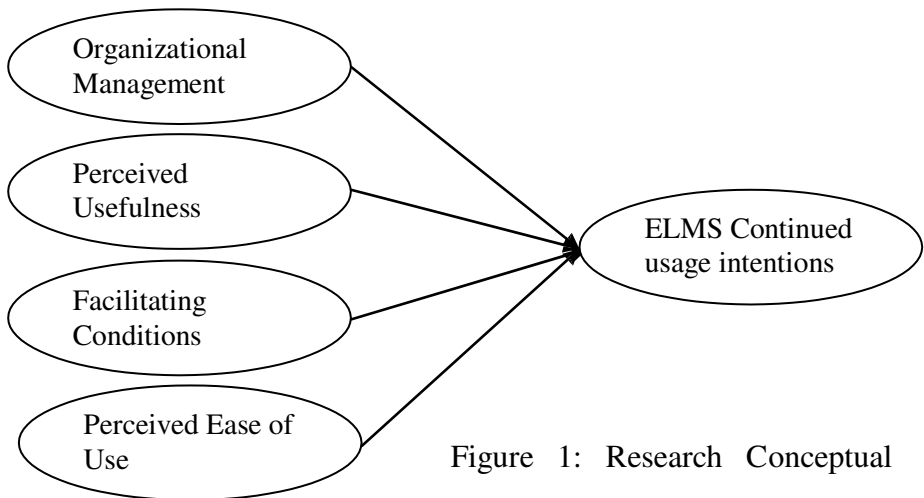 Organizational
Management
Perceived
Usefulness
Facilitating
Conditions
Perceived Ease of
Use
ELMS Continued
usage intentions
Figure 1: Research Conceptual